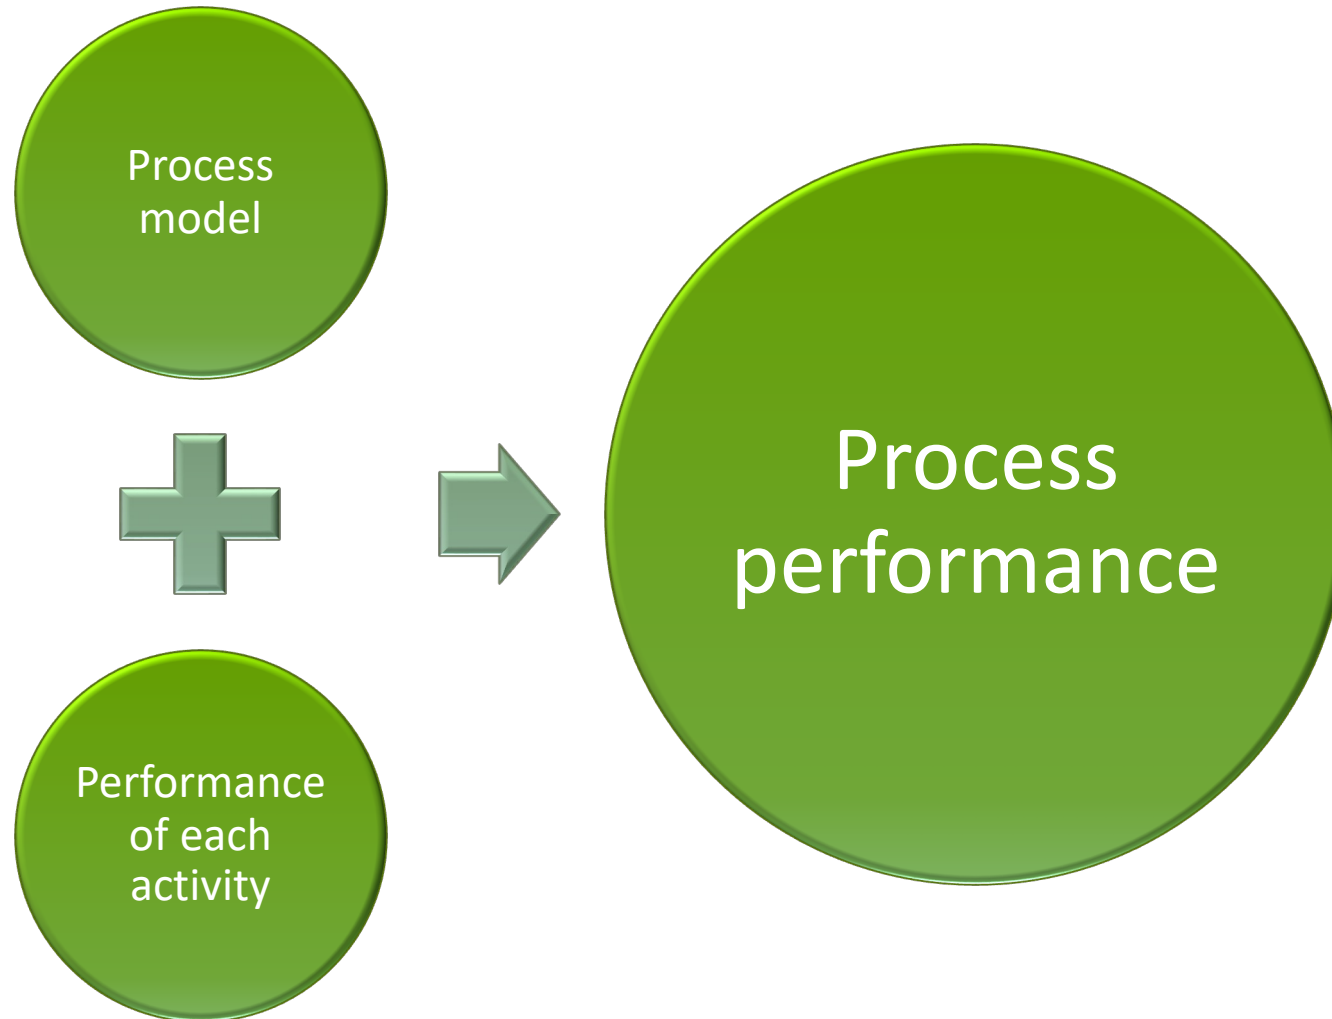 Process
model
Performance
of each
activity
Process
performance